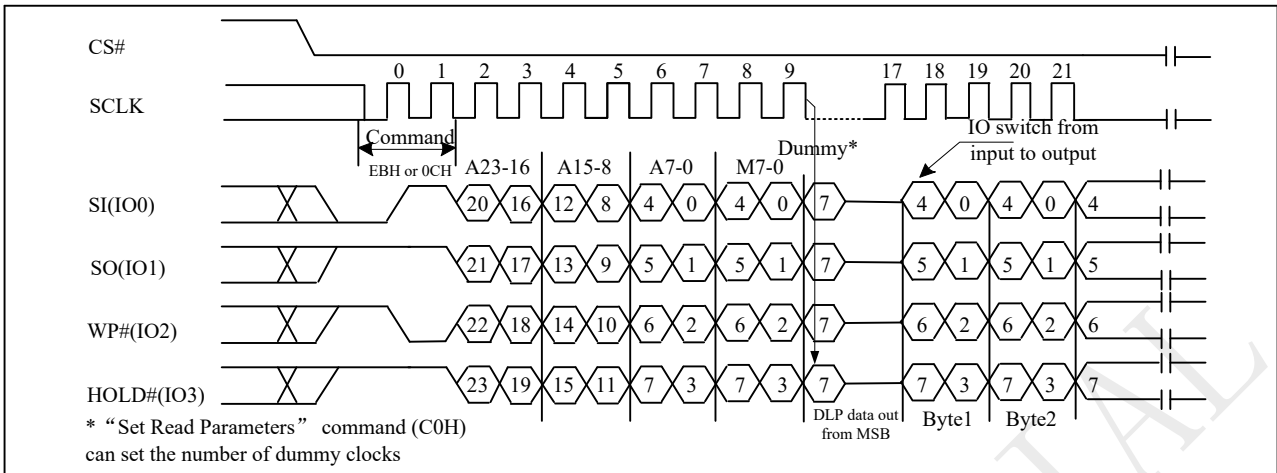 CS#
0 1 2 3 4 5 6 7 8 9 17 18 19 20 21
SCLK
Command
Dummy*
IO switch from
input to output
EBH or 0CH
A23-16 A15-8 A7-0 M7-0
SI(IO0) 20 16 12 8 4 0 4 0 7 4 0 4 0 4
SO(IO1) 21 17 13 9 5 1 5 1 7 5 1 5 1 5
WP#(IO2) 22 18 14 10 6 2 6 2 7 6 2 6 2 6
HOLD#(IO3) 23 19 15 11 7 3 7 3 7 7 3 7 3 7
DLP data out
from MSB
Byte1 Byte2
* “Set Read Parameters” command (C0H)
can set the number of dummy clocks